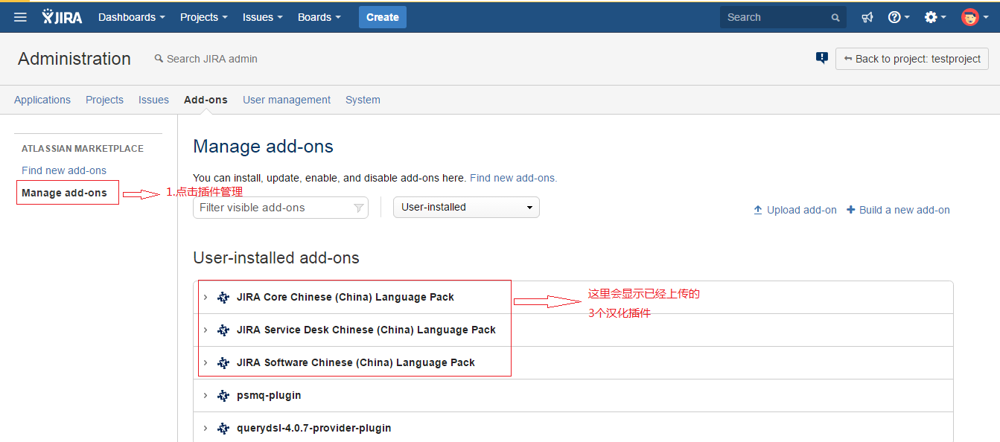 JIRA Dashboards Projects Issues Boards Create Search
Administration Search JIRA admin Back to project: testproject
Applications Projects Issues Add-ons User management System
ATLASSIAN MARKETPLACE
Find new add-ons
Manage add-ons
1.点击插件管理
Manage add-ons
You can install, update, enable, and disable add-ons here. Find new add-ons.
Filter visible add-ons User-installed Upload add-on Build a new add-on
User-installed add-ons
JIRA Core Chinese (China) Language Pack
JIRA Service Desk Chinese (China) Language Pack
JIRA Software Chinese (China) Language Pack
这里会显示已经上传的
3个汉化插件
psmq-plugin
querydsl-4.0.7-provider-plugin